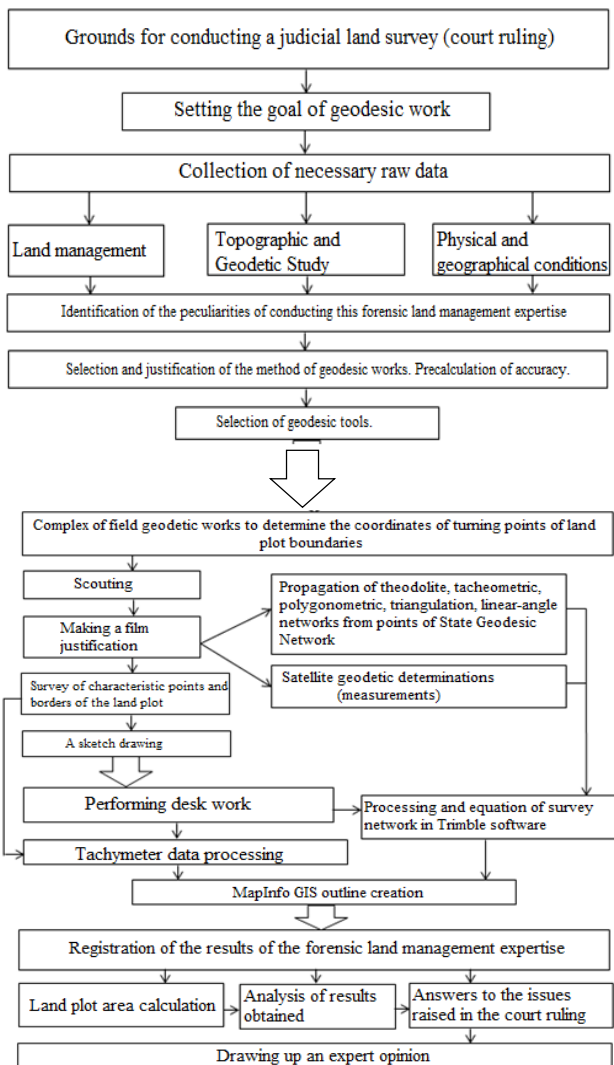 Grounds for conducting a judicial land survey (court ruling)
Setting the goal of geodesic work
Collection of necessary raw data
Land management
Topographic and
Geodetic Study
Physical and
geographical conditions
Identification of the peculiarities of conducting this forensic land management expertise
Selection and justification of the method of geodesic works. Precalculation of accuracy.
Selection of geodesic tools.
Complex of field geodetic works to determine the coordinates of turning points of land
plot boundaries
Scouting
Making a film
justification
Propagation of theodolite, tacheometric,
polygonometric, triangulation, linear-angle
networks from points of State Geodesic
Network
Survey of characteristic points and
borders of the land plot
Satellite geodetic determinations
(measurements)
A sketch drawing
Performing desk work
Processing and equation of survey
network in Trimble software
Tachymeter data processing
MapInfo GIS outline creation
Registration of the results of the forensic land management expertise
Land plot area calculation
Analysis of results
obtained
Answers to the issues
raised in the court ruling
Drawing up an expert opinion